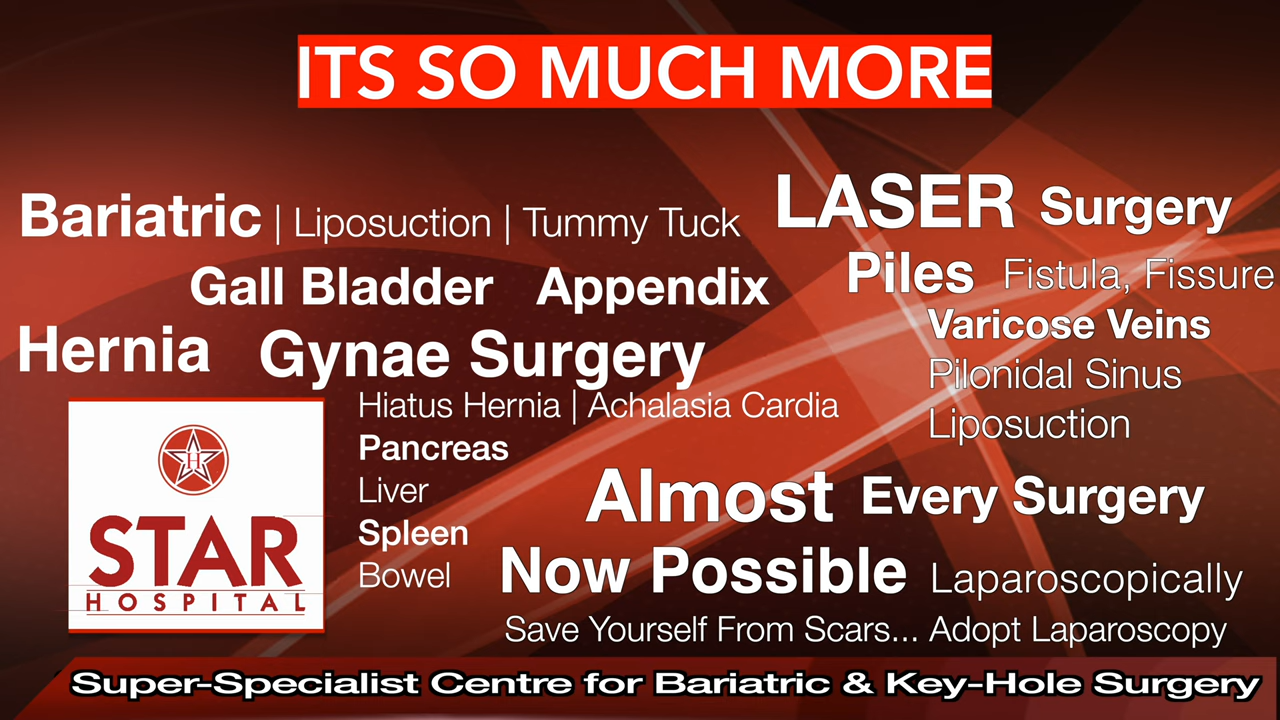 ITS SO MUCH MORE
Bariatric | Liposuction | Tummy Tuck
Gall Bladder Appendix
Hernia Gynae Surgery
Hiatus Hernia | Achalasia Cardia
Pancreas
Liver
Spleen
Bowel
LASER Surgery
Piles Fistula, Fissure
Varicose Veins
Pilonidal Sinus
Liposuction
Almost Every Surgery
Now Possible Laparoscopically
Save Yourself From Scars... Adopt Laparoscopy
H
STAR
HOSPITAL
Super-Specialist Centre for Bariatric & Key-Hole Surgery